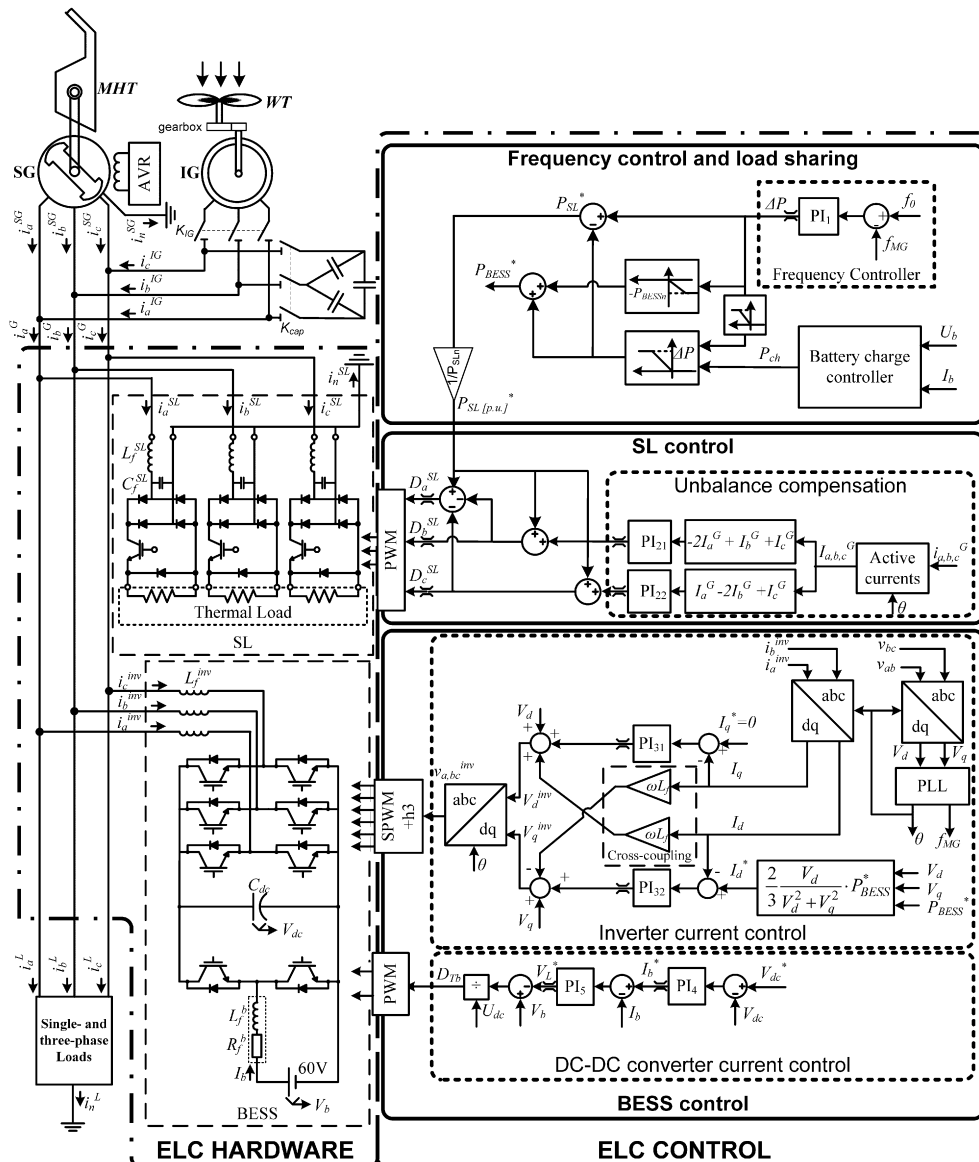 MHT
WT
gearbox
SG
AVR
IG
i_a^SG
i_b^SG
i_c^SG
i_n^SG
K_IG
i_c^IG
i_b^IG
i_a^IG
K_cap
i_a^G
i_b^G
i_c^G
Frequency control and load sharing
P_SL^*
ΔP
PI_1
f_0
f_MG
Frequency Controller
P_BESS^*
-P_BESSn
ΔP
P_ch
Battery charge controller
U_b
I_b
1/P_SLn
P_SL [p.u.]^*
i_n^SL
i_a^SL
i_b^SL
i_c^SL
L_f^SL
C_f^SL
Thermal Load
SL
PWM
SL control
Unbalance compensation
D_a^SL
D_b^SL
D_c^SL
PI_21
-2I_a^G + I_b^G + I_c^G
PI_22
I_a^G -2I_b^G + I_c^G
I_a,b,c^G
Active currents
i_a,b,c^G
θ
i_c^inv
i_b^inv
i_a^inv
L_f^inv
C_dc
V_dc
L_f^b
R_f^b
I_b
60V
V_b
BESS
SPWM +h3
PWM
v_a,bc^inv
abc
dq
θ
V_d
+
+
+
V_d^inv
V_q^inv
-
+
+
V_q
PI_31
I_q^*=0
-
+
I_q
ωL_f
ωL_f
Cross-coupling
I_d
PI_32
I_d^*
-
+
i_b^inv
i_a^inv
abc
dq
v_bc
v_ab
abc
dq
V_d
V_q
PLL
θ
f_MG
2/3 V_d/(V_d^2+V_q^2) · P_BESS^*
V_d
V_q
P_BESS^*
Inverter current control
D_Tb
÷
U_dc
V_L^*
V_b
PI_5
I_b^*
I_b
PI_4
V_dc^*
V_dc
DC-DC converter current control
BESS control
i_a^L
i_b^L
i_c^L
Single- and three-phase Loads
i_n^L
ELC HARDWARE
ELC CONTROL